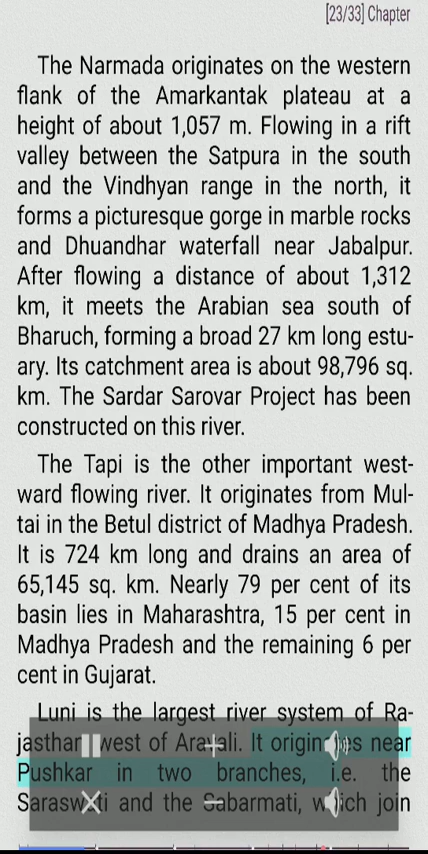 [23/33] Chapter
The Narmada originates on the western
flank of the Amarkantak plateau at a
height of about 1,057 m. Flowing in a rift
valley between the Satpura in the south
and the Vindhyan range in the north, it
forms a picturesque gorge in marble rocks
and Dhuandhar waterfall near Jabalpur.
After flowing a distance of about 1,312
km, it meets the Arabian sea south of
Bharuch, forming a broad 27 km long estu-
ary. Its catchment area is about 98,796 sq.
km. The Sardar Sarovar Project has been
constructed on this river.
The Tapi is the other important west-
ward flowing river. It originates from Mul-
tai in the Betul district of Madhya Pradesh.
It is 724 km long and drains an area of
65,145 sq. km. Nearly 79 per cent of its
basin lies in Maharashtra, 15 per cent in
Madhya Pradesh and the remaining 6 per
cent in Gujarat.
Luni is the largest river system of Ra-
jasthan west of Aravali. It originates near
Pushkar in two branches, i.e. the
Saraswati and the Sabarmati, which join